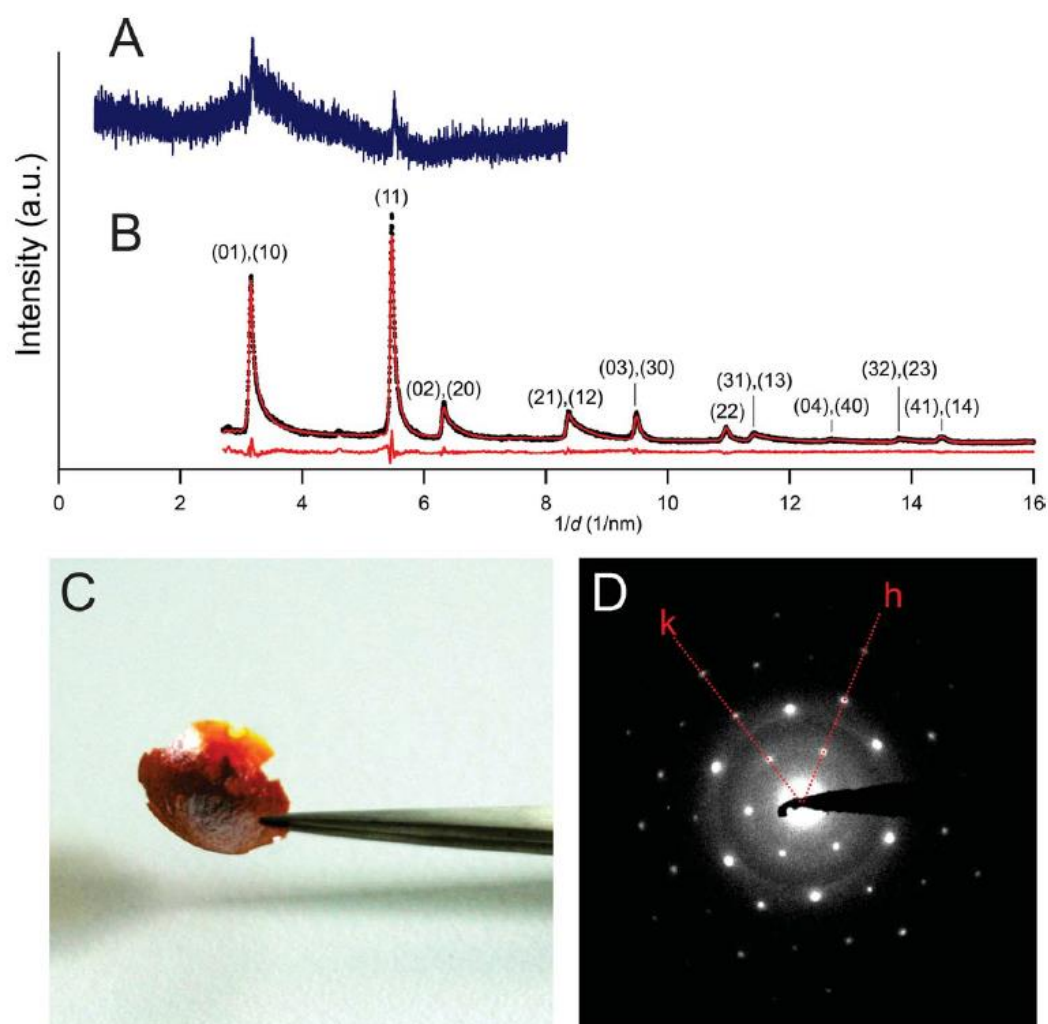 A
Intensity (a.u.)
B
(01),(10)
(11)
(02),(20)
(21),(12)
(03),(30)
(22)
(31),(13)
(04),(40)
(32),(23)
(41),(14)
0 2 4 6 8 10 12 14 16
1/d (1/nm)
C
D
k
h